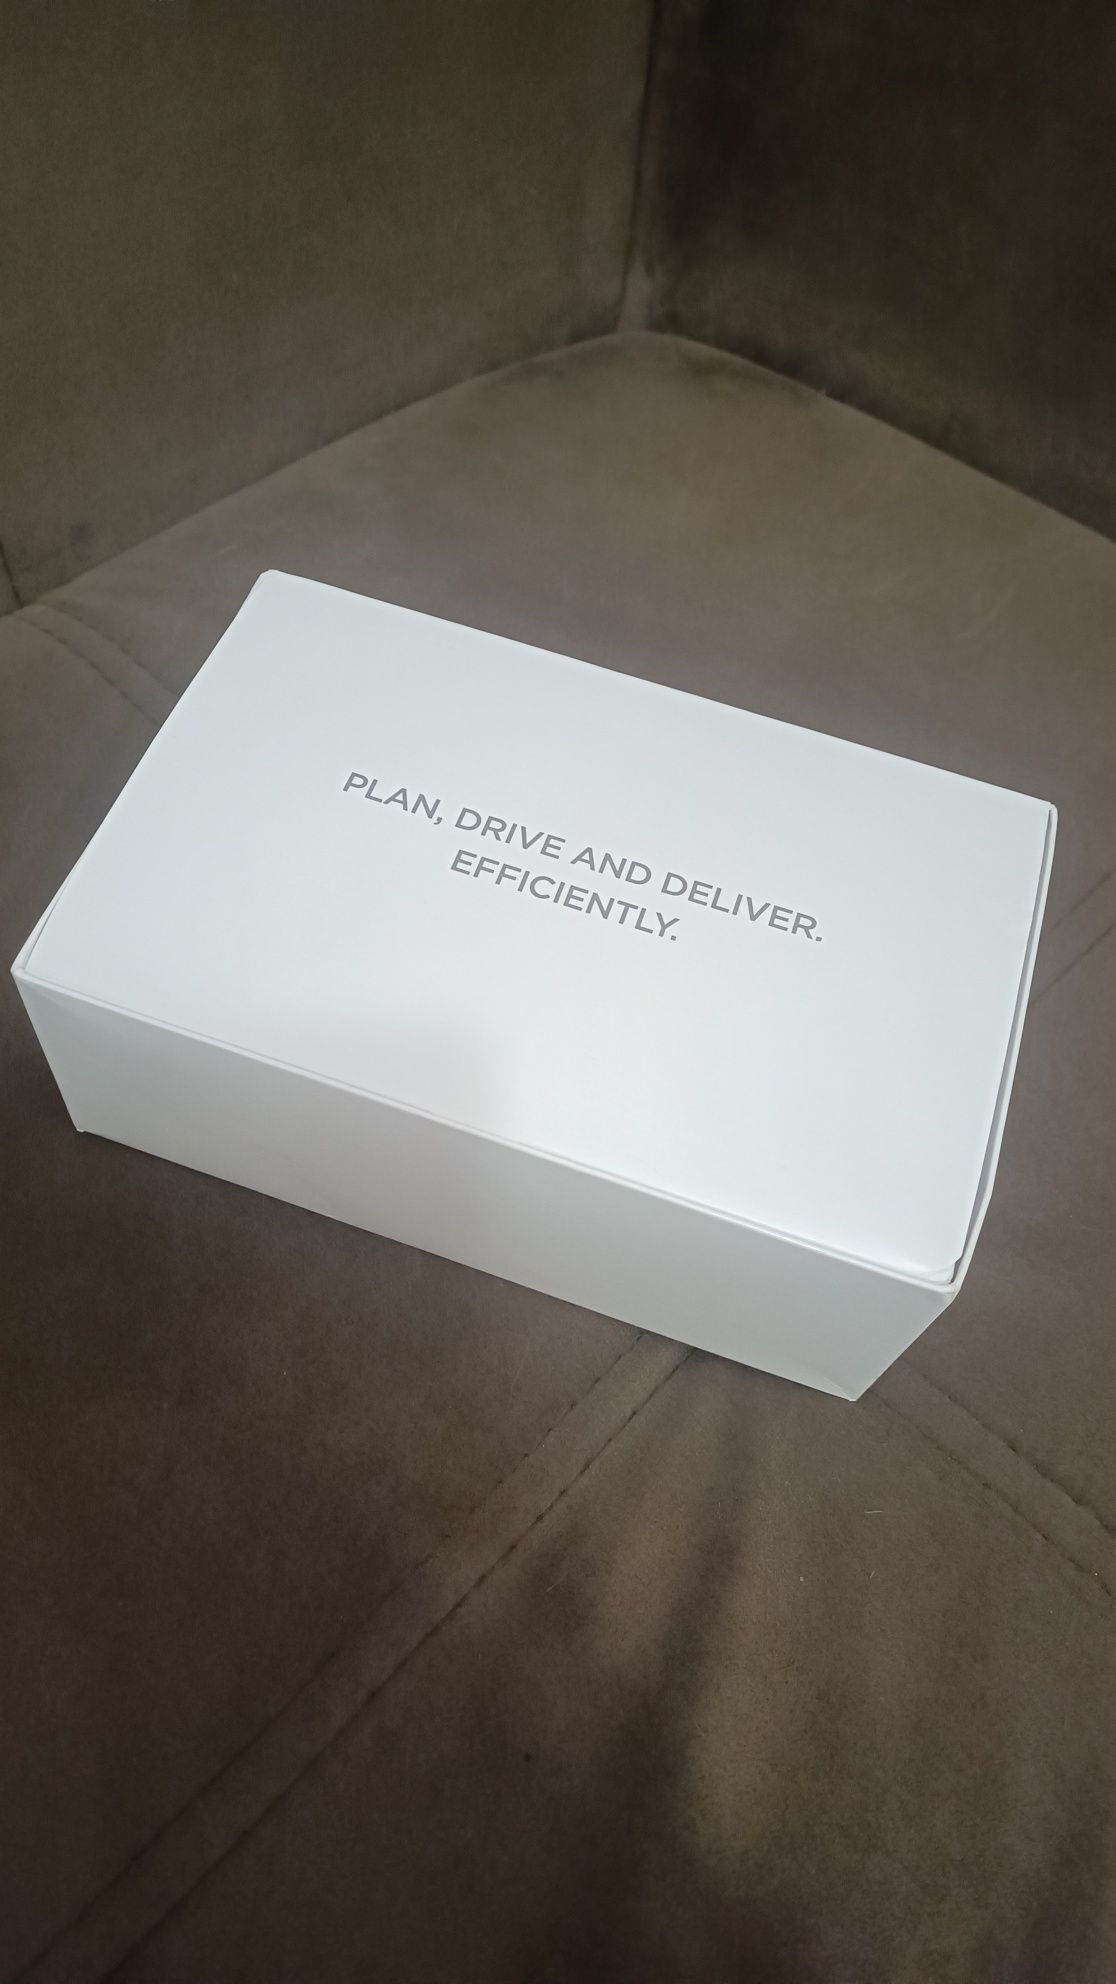 PLAN, DRIVE AND DELIVER.
EFFICIENTLY.